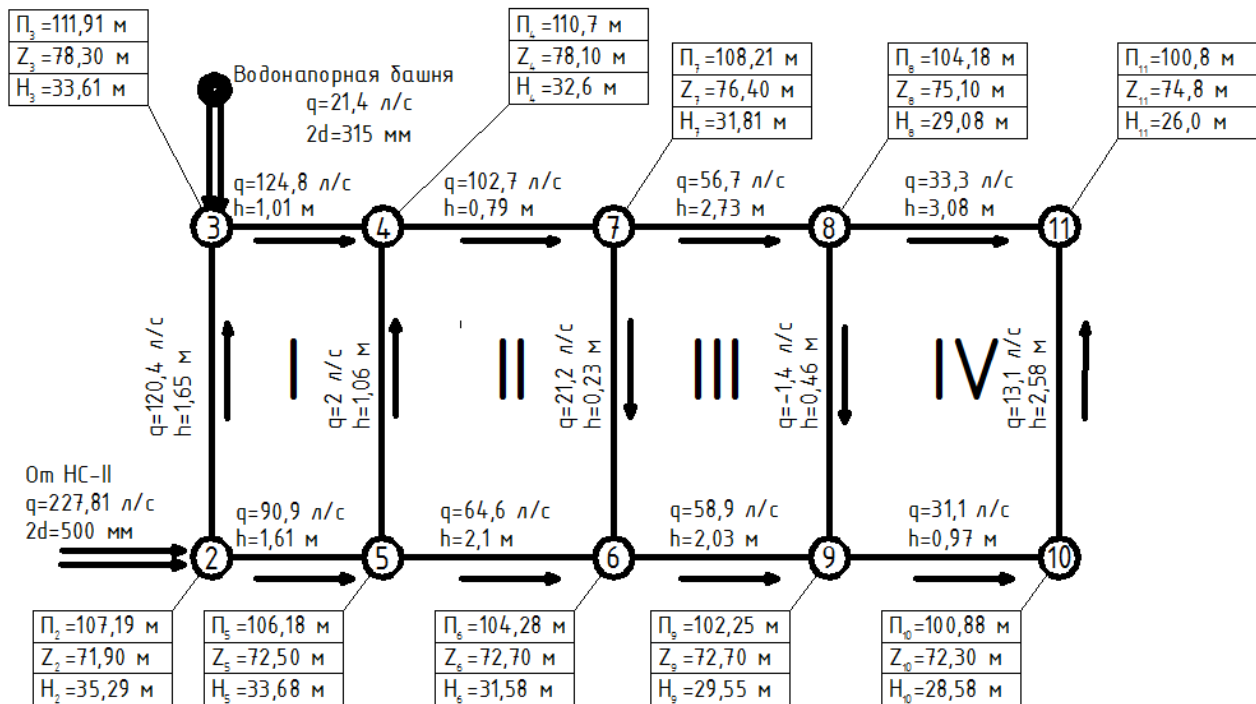 П₃ =111,91 м
Z₃ =78,30 м
H₃ =33,61 м
П₄ =110,7 м
Z₄ =78,10 м
H₄ =32,6 м
П₇ =108,21 м
Z₇ =76,40 м
H₇ =31,81 м
П₈ =104,18 м
Z₈ =75,10 м
H₈ =29,08 м
П₁₁ =100,8 м
Z₁₁ =74,8 м
H₁₁ =26,0 м
Водонапорная башня
q=21,4 л/с
2d=315 мм
q=124,8 л/с
h=1,01 м
q=102,7 л/с
h=0,79 м
q=56,7 л/с
h=2,73 м
q=33,3 л/с
h=3,08 м
3
4
7
8
11
q=120,4 л/с
h=1,65 м
I
q=2 л/с
h=1,06 м
II
q=21,2 л/с
h=0,23 м
III
q=-1,4 л/с
h=0,46 м
IV
q=13,1 л/с
h=2,58 м
От НС-II
q=227,81 л/с
2d=500 мм
q=90,9 л/с
h=1,61 м
q=64,6 л/с
h=2,1 м
q=58,9 л/с
h=2,03 м
q=31,1 л/с
h=0,97 м
2
5
6
9
10
П₂ =107,19 м
Z₂ =71,90 м
H₂ =35,29 м
П₅ =106,18 м
Z₅ =72,50 м
H₅ =33,68 м
П₆ =104,28 м
Z₆ =72,70 м
H₆ =31,58 м
П₉ =102,25 м
Z₉ =72,70 м
H₉ =29,55 м
П₁₀ =100,88 м
Z₁₀ =72,30 м
H₁₀ =28,58 м